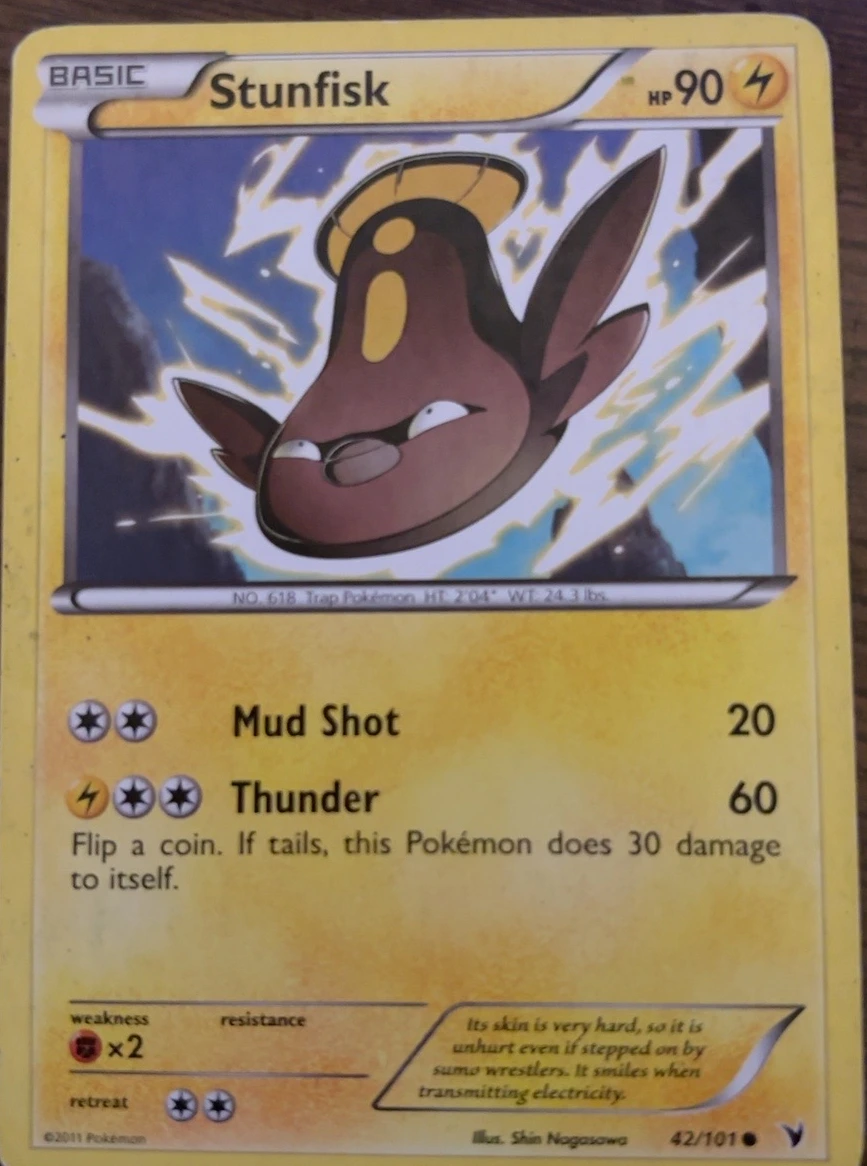 BASIC
Stunfisk
HP 90
NO. 618 Trap Pokémon HT: 2'04" WT: 24.3 lbs.
Mud Shot 20
Thunder 60
Flip a coin. If tails, this Pokémon does 30 damage
to itself.
weakness resistance
×2
retreat
Its skin is very hard, so it is
unhurt even if stepped on by
sumo wrestlers. It smiles when
transmitting electricity.
©2011 Pokémon Illus. Shin Nagasawa 42/101